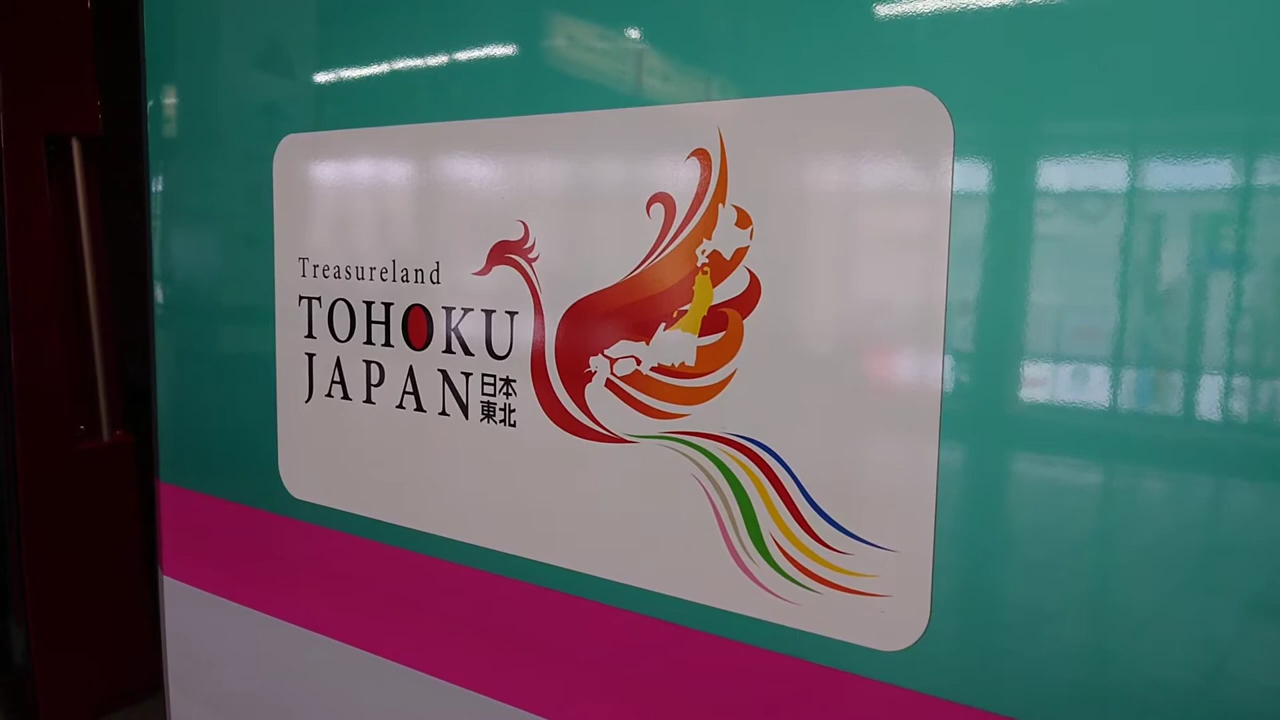 Treasureland
TOHOKU
JAPAN
日本
東北